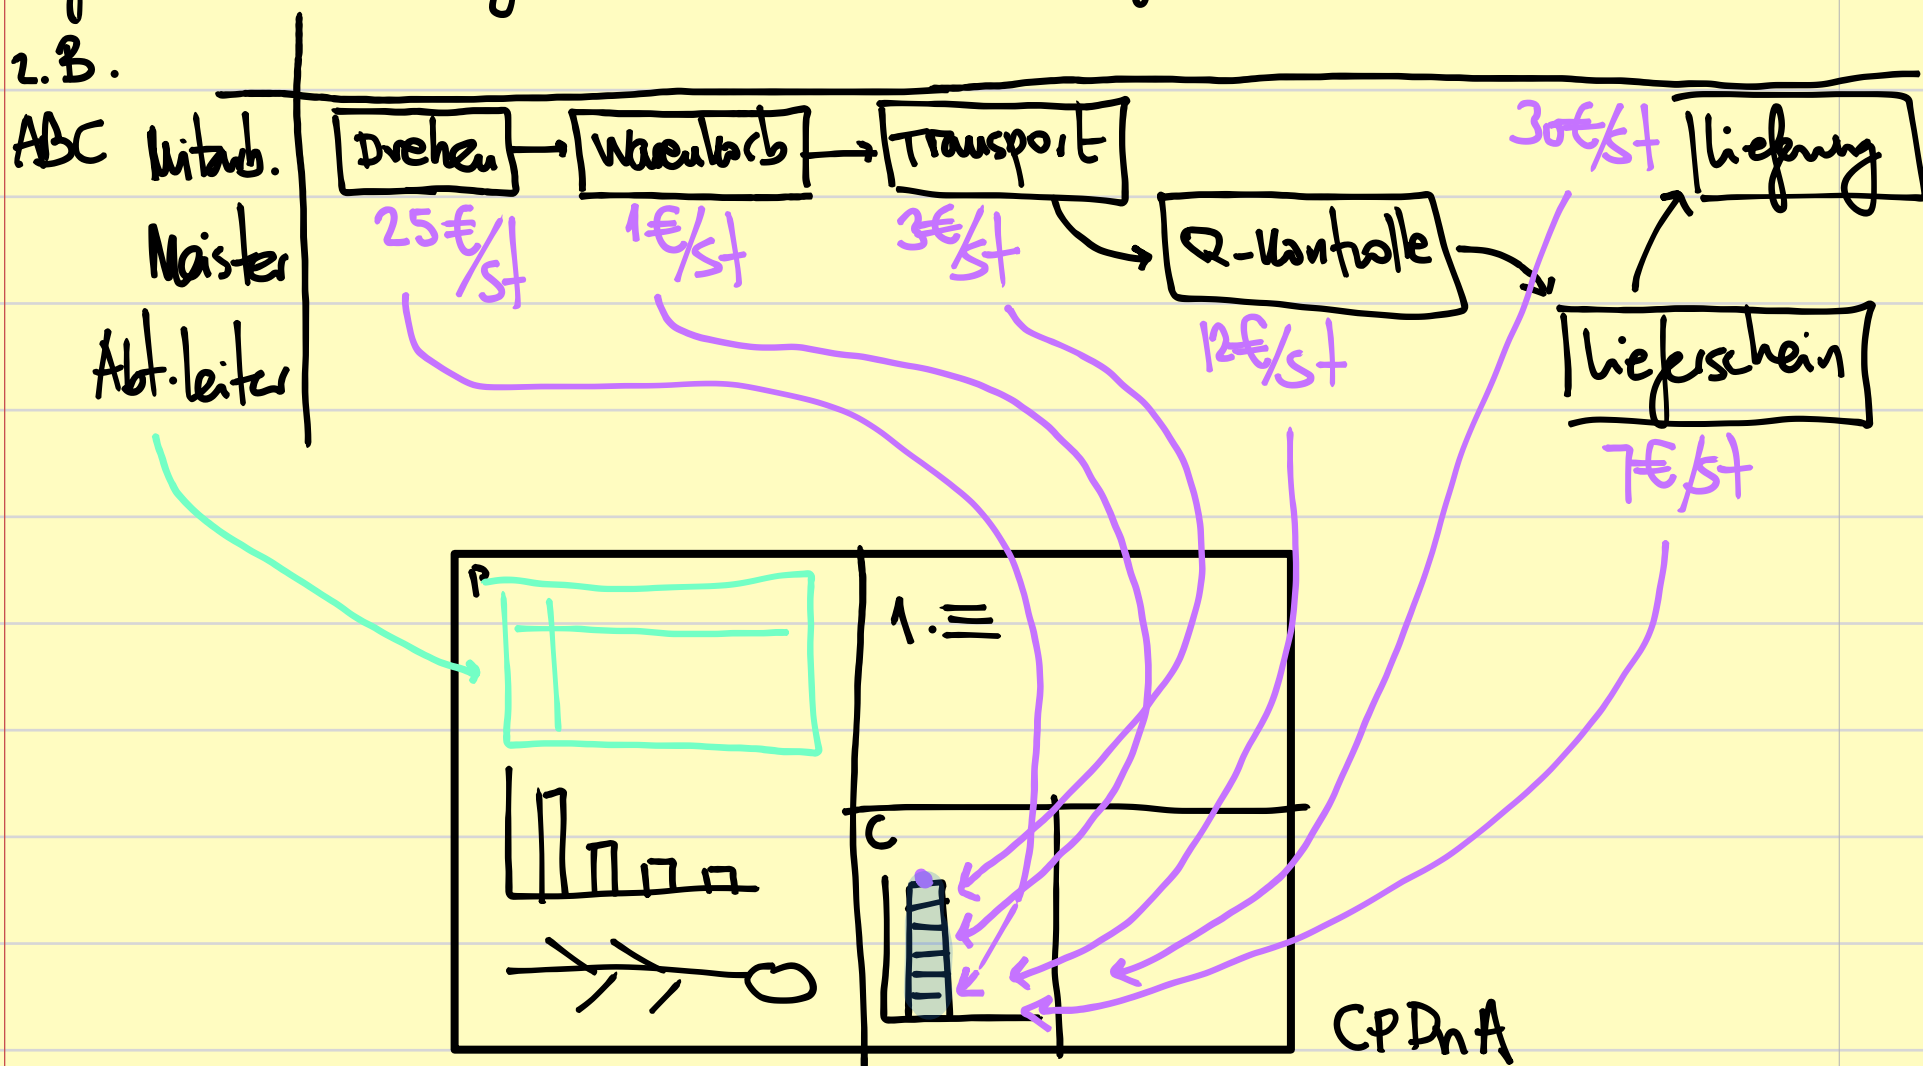 z.B.
ABC
Mitarb.
Meister
Abt.leiter
Drehen
Warenkorb
Transport
Q-Kontrolle
Lieferschein
Lieferung
25€/St
1€/St
3€/St
12€/St
30€/St
7€/St
P
1.
C
CPDnA